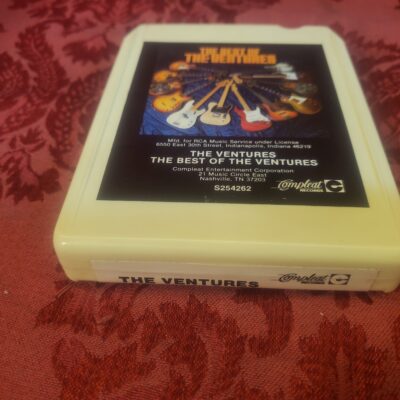 THE BEST OF
THE VENTURES
Mfd. for RCA Music Service under License
6550 East 30th Street, Indianapolis, Indiana 46219
THE VENTURES
THE BEST OF THE VENTURES
Compleat Entertainment Corporation
21 Music Circle East
Nashville, TN 37203
S254262
Compleat
RECORDS
THE VENTURES
Compleat
RECORDS